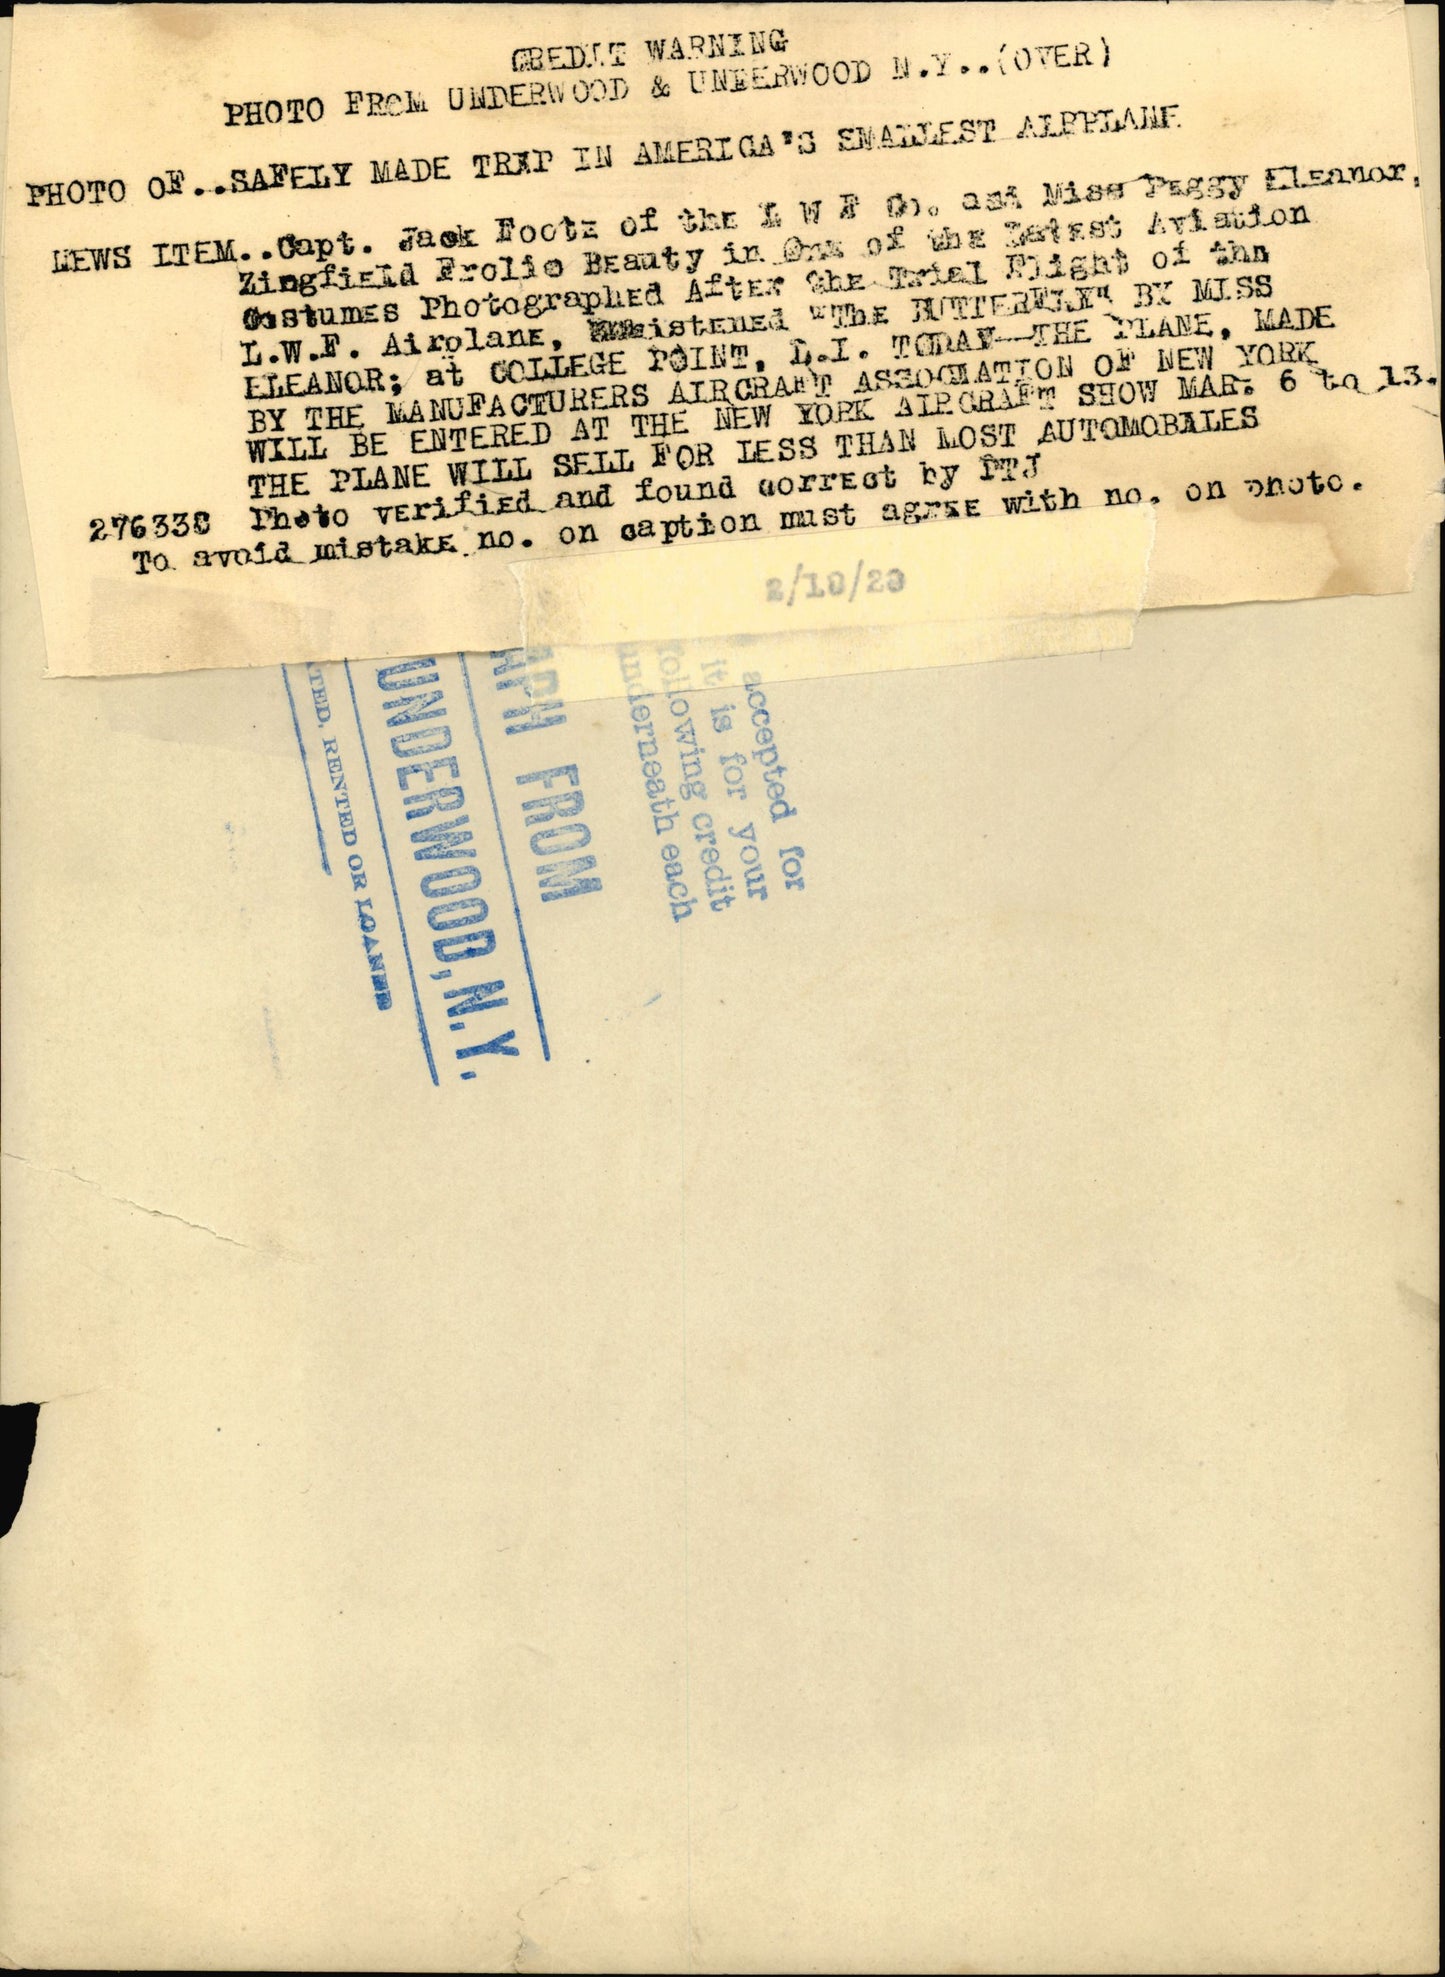 CREDIT WARNING
PHOTO FROM UNDERWOOD & UNDERWOOD N.Y..(OVER)
PHOTO OF..SAFELY MADE TRIP IN AMERICA'S SMALLEST AIRPLANE
NEWS ITEM..Capt. Jack Foote of the L W F Co. and Miss Peggy Eleanor,
Zingfield Frolic Beauty in One of the Latest Aviation
Costumes Photographed After the Trial Flight of the
L.W.F. Airplane, "The BUTTERFLY" BY MISS
ELEANOR; at COLLEGE POINT, L.I. TODAY—THE PLANE, MADE
BY THE MANUFACTURERS AIRCRAFT ASSOCIATION OF NEW YORK
WILL BE ENTERED AT THE NEW YORK AIRCRAFT SHOW MAR. 6 to 13.
THE PLANE WILL SELL FOR LESS THAN MOST AUTOMOBILES
276338 Photo verified and found correct by PTJ
To avoid mistake no. on caption must agree with no. on photo.
2/10/20
accepted for
it is for your
following credit
underneath each
APH FROM
UNDERWOOD, N.Y.
ATED, RENTED OR LOANED